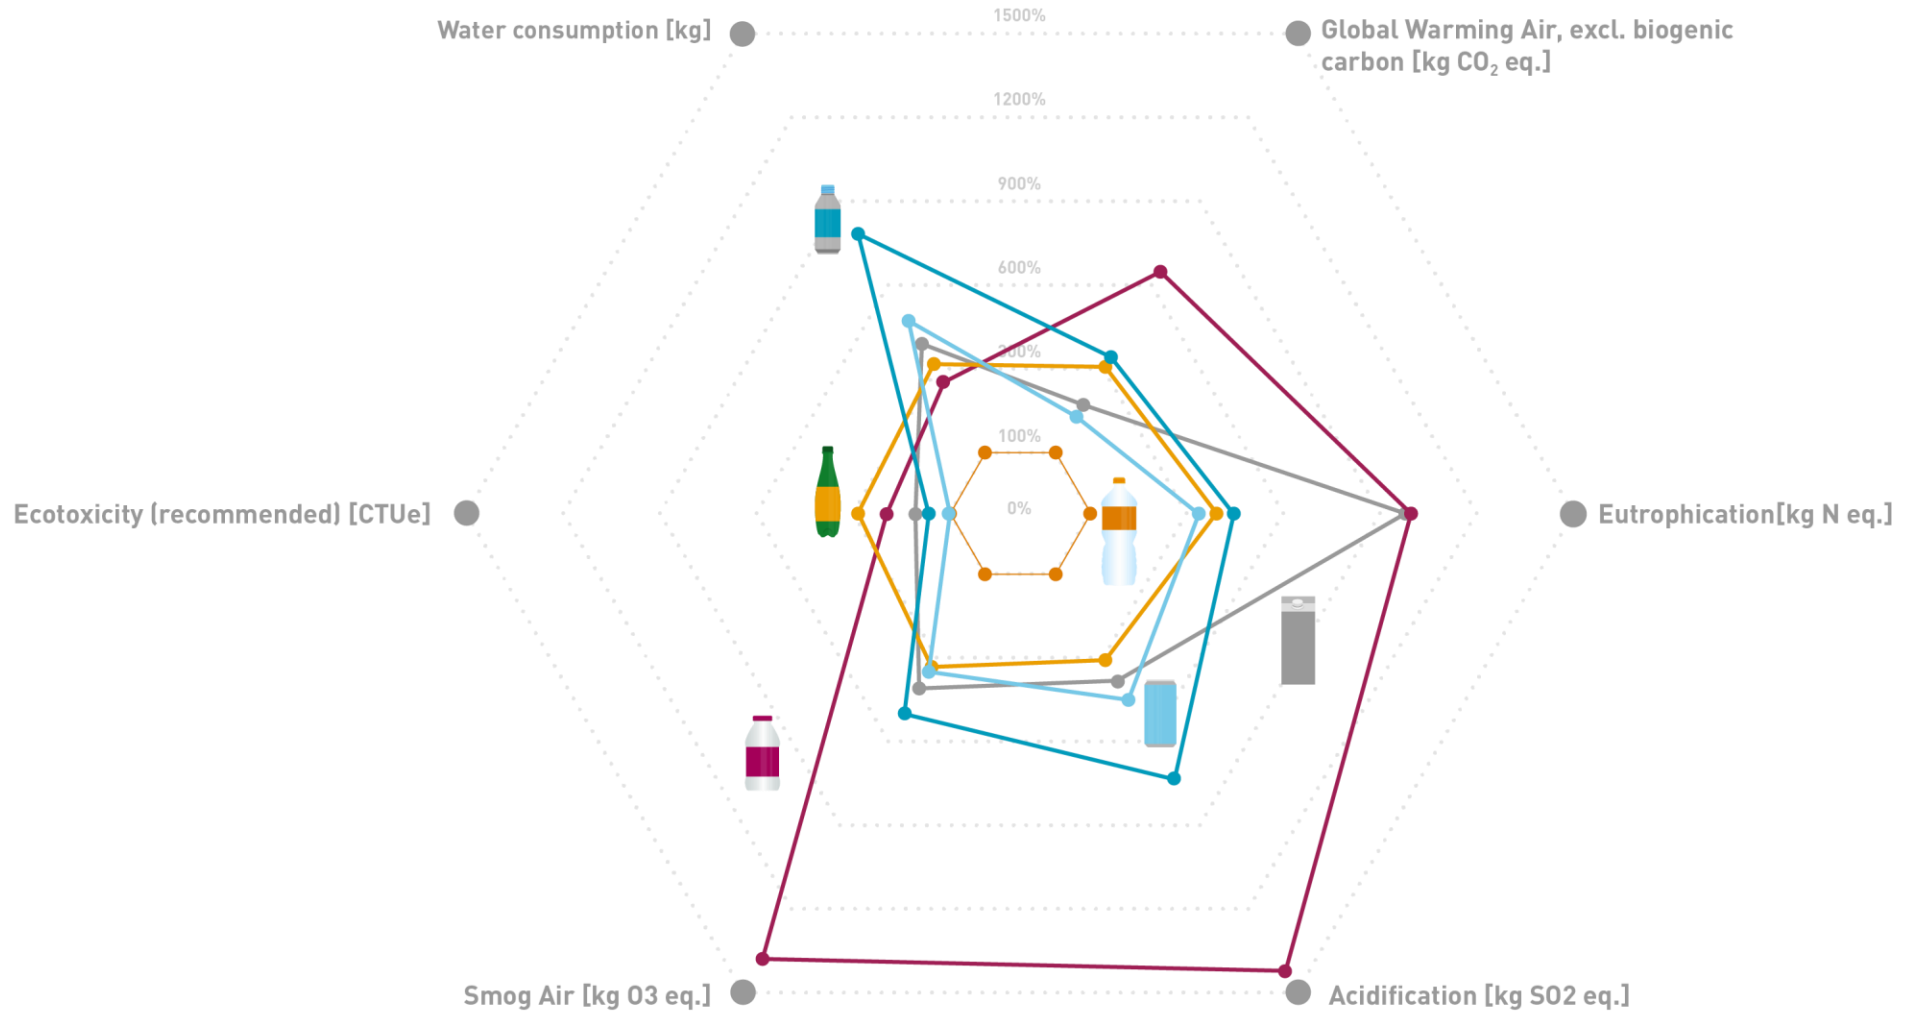 1500%
Water consumption [kg]
Global Warming Air, excl. biogenic
carbon [kg CO₂ eq.]
1200%
900%
600%
300%
100%
0%
Ecotoxicity (recommended) [CTUe]
Eutrophication[kg N eq.]
Smog Air [kg O3 eq.]
Acidification [kg SO2 eq.]